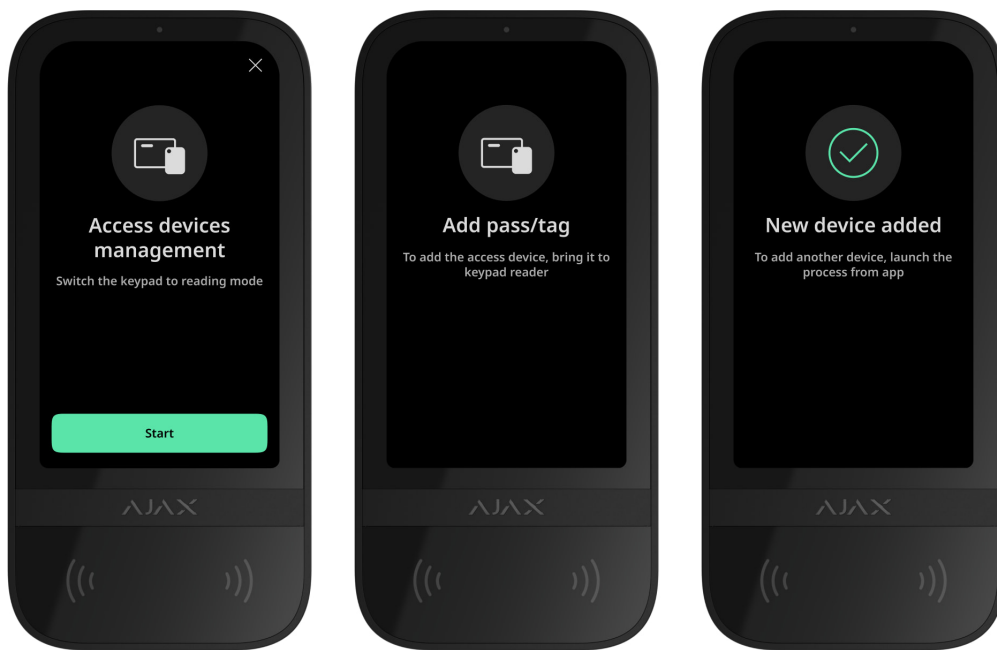 Access devices
management
Switch the keypad to reading mode
Start
AJAX
Add pass/tag
To add the access device, bring it to
keypad reader
AJAX
New device added
To add another device, launch the
process from app
AJAX